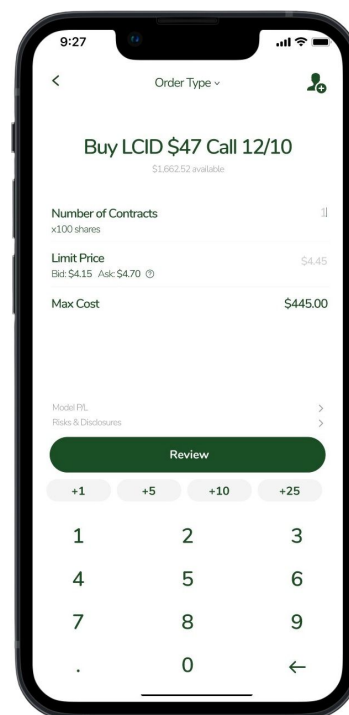 9:27
Order Type
Buy LCID $47 Call 12/10
$1,662.52 available
Number of Contracts 1
x100 shares
Limit Price $4.45
Bid: $4.15 Ask: $4.70
Max Cost $445.00
Model P/L
Risks & Disclosures
Review
+1 +5 +10 +25
1 2 3
4 5 6
7 8 9
. 0